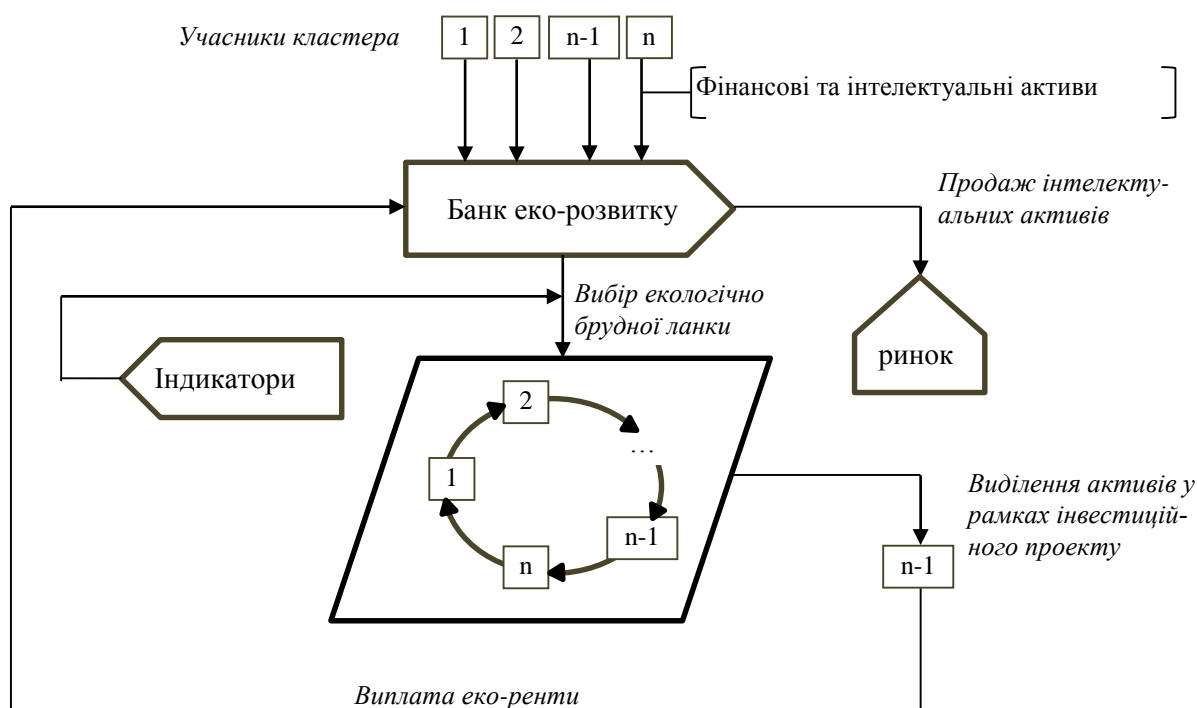 Учасники кластера
1
2
n-1
n
Фінансові та інтелектуальні активи
Банк еко-розвитку
Продаж інтелекту-
альних активів
Вибір екологічно
брудної ланки
Індикатори
ринок
2
...
1
n-1
n
Виділення активів у
рамках інвестицій-
ного проекту
n-1
Виплата еко-ренти